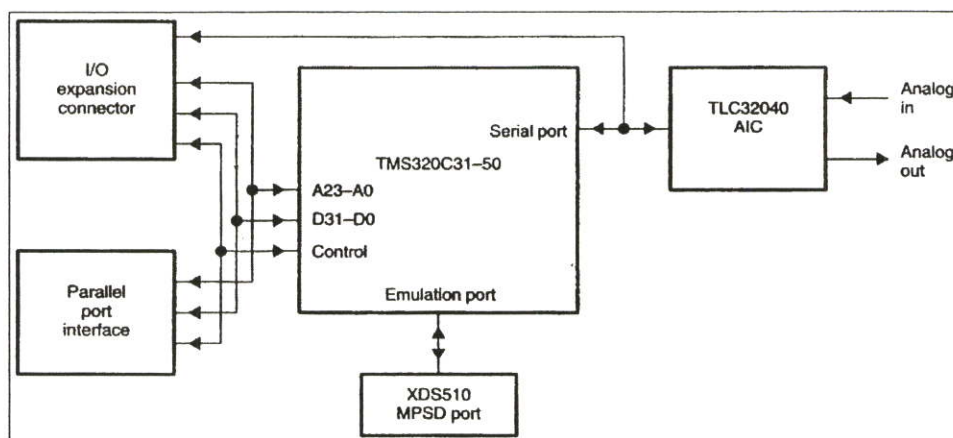 I/O
expansion
connector
Serial port
TLC32040
AIC
Analog
in
Analog
out
TMS320C31–50
A23–A0
D31–D0
Control
Emulation port
Parallel
port
interface
XDS510
MPSD port